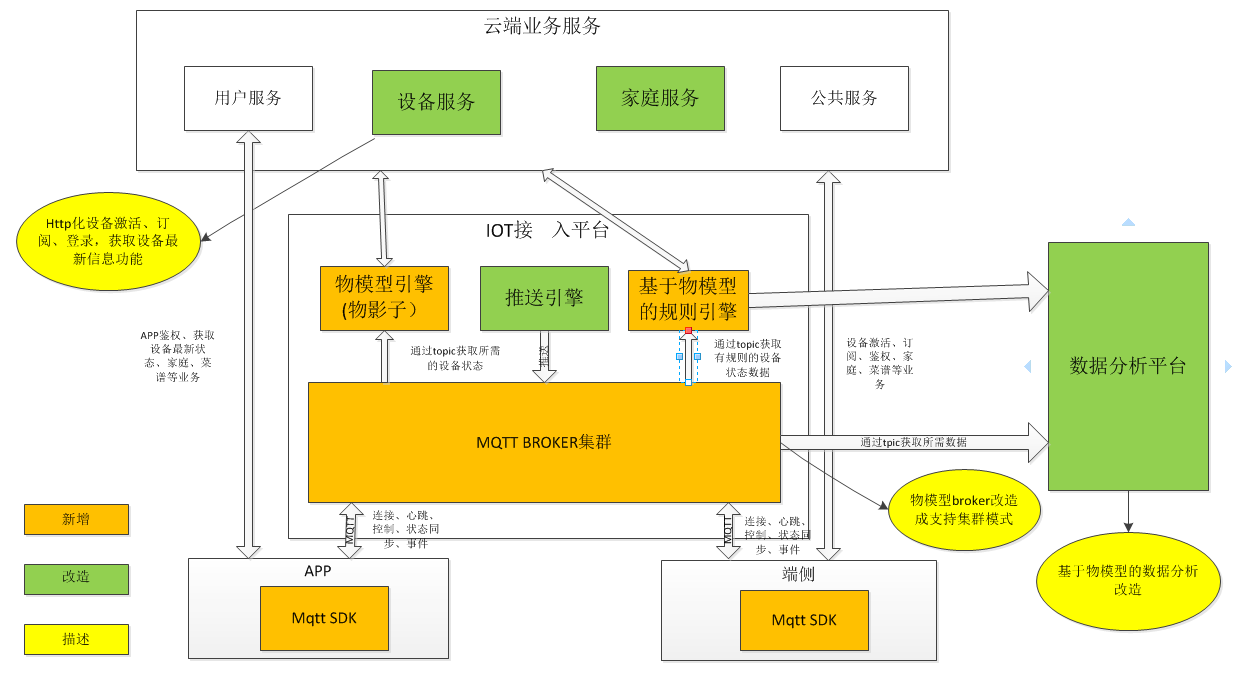 云端业务服务
用户服务
设备服务
家庭服务
公共服务
Http化设备激活、订
阅、登录，获取设备最
新信息功能
IOT接 入平台
物模型引擎
(物影子）
推送引擎
基于物模型
的规则引擎
APP鉴权、获取
设备最新状
态、家庭、菜
谱等业务
通过topic获取所需
的设备状态
推送
通过topic获取
有规则的设备
状态数据
设备激活、订
阅、鉴权、家
庭、菜谱等业
务
数据分析平台
MQTT BROKER集群
通过tpic获取所需数据
物模型broker改造
成支持集群模式
MQTT
连接、心跳、
控制、状态同
步、事件
MQTT
连接、心跳、
控制、状态同
步、事件
基于物模型的数据分析
改造
APP
Mqtt SDK
端侧
Mqtt SDK
新增
改造
描述